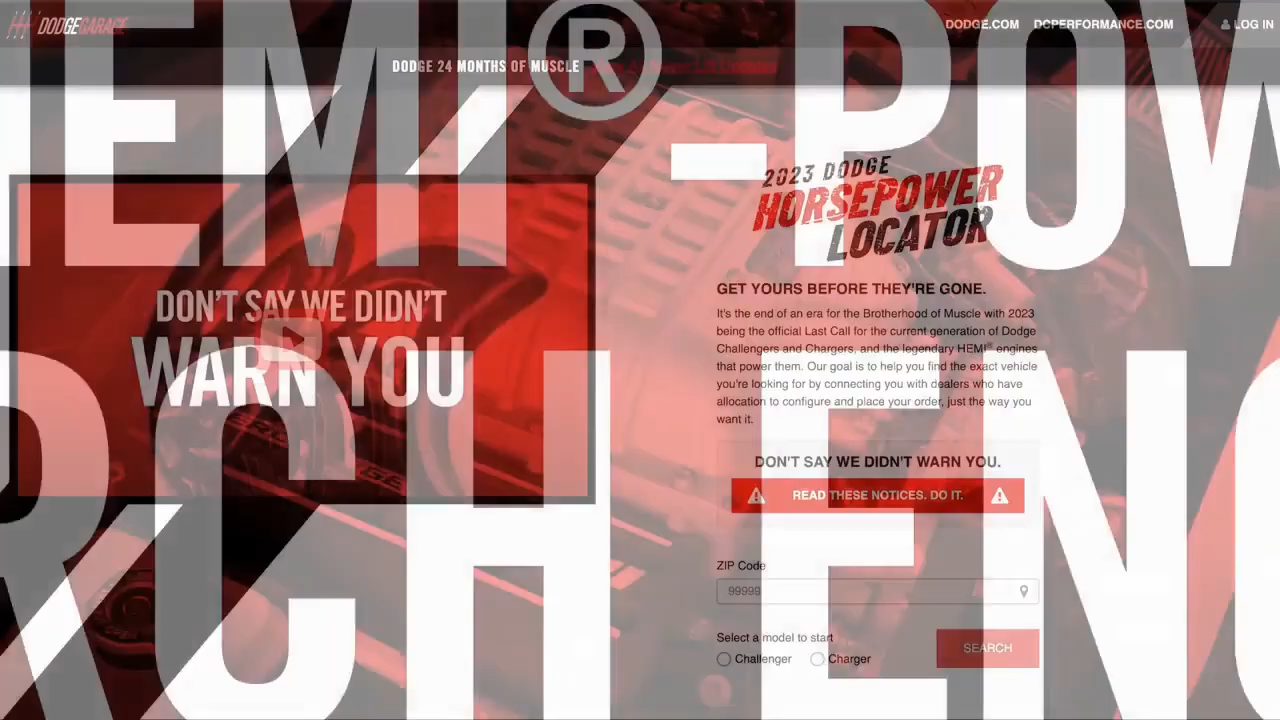 DODGEGARAGE
DODGE.COM DCPERFORMANCE.COM LOG IN
DODGE 24 MONTHS OF MUSCLE
HEMI® -POW
RCH ENG
DON'T SAY WE DIDN'T
WARN YOU
2023 DODGE
HORSEPOWER
LOCATOR
GET YOURS BEFORE THEY'RE GONE.
It's the end of an era for the Brotherhood of Muscle with 2023
being the official Last Call for the current generation of Dodge
Challengers and Chargers, and the legendary HEMI® engines
that power them. Our goal is to help you find the exact vehicle
you're looking for by connecting you with dealers who have
allocation to configure and place your order, just the way you
want it.
DON'T SAY WE DIDN'T WARN YOU.
READ THESE NOTICES. DO IT.
ZIP Code
99999
Select a model to start
Challenger Charger
SEARCH